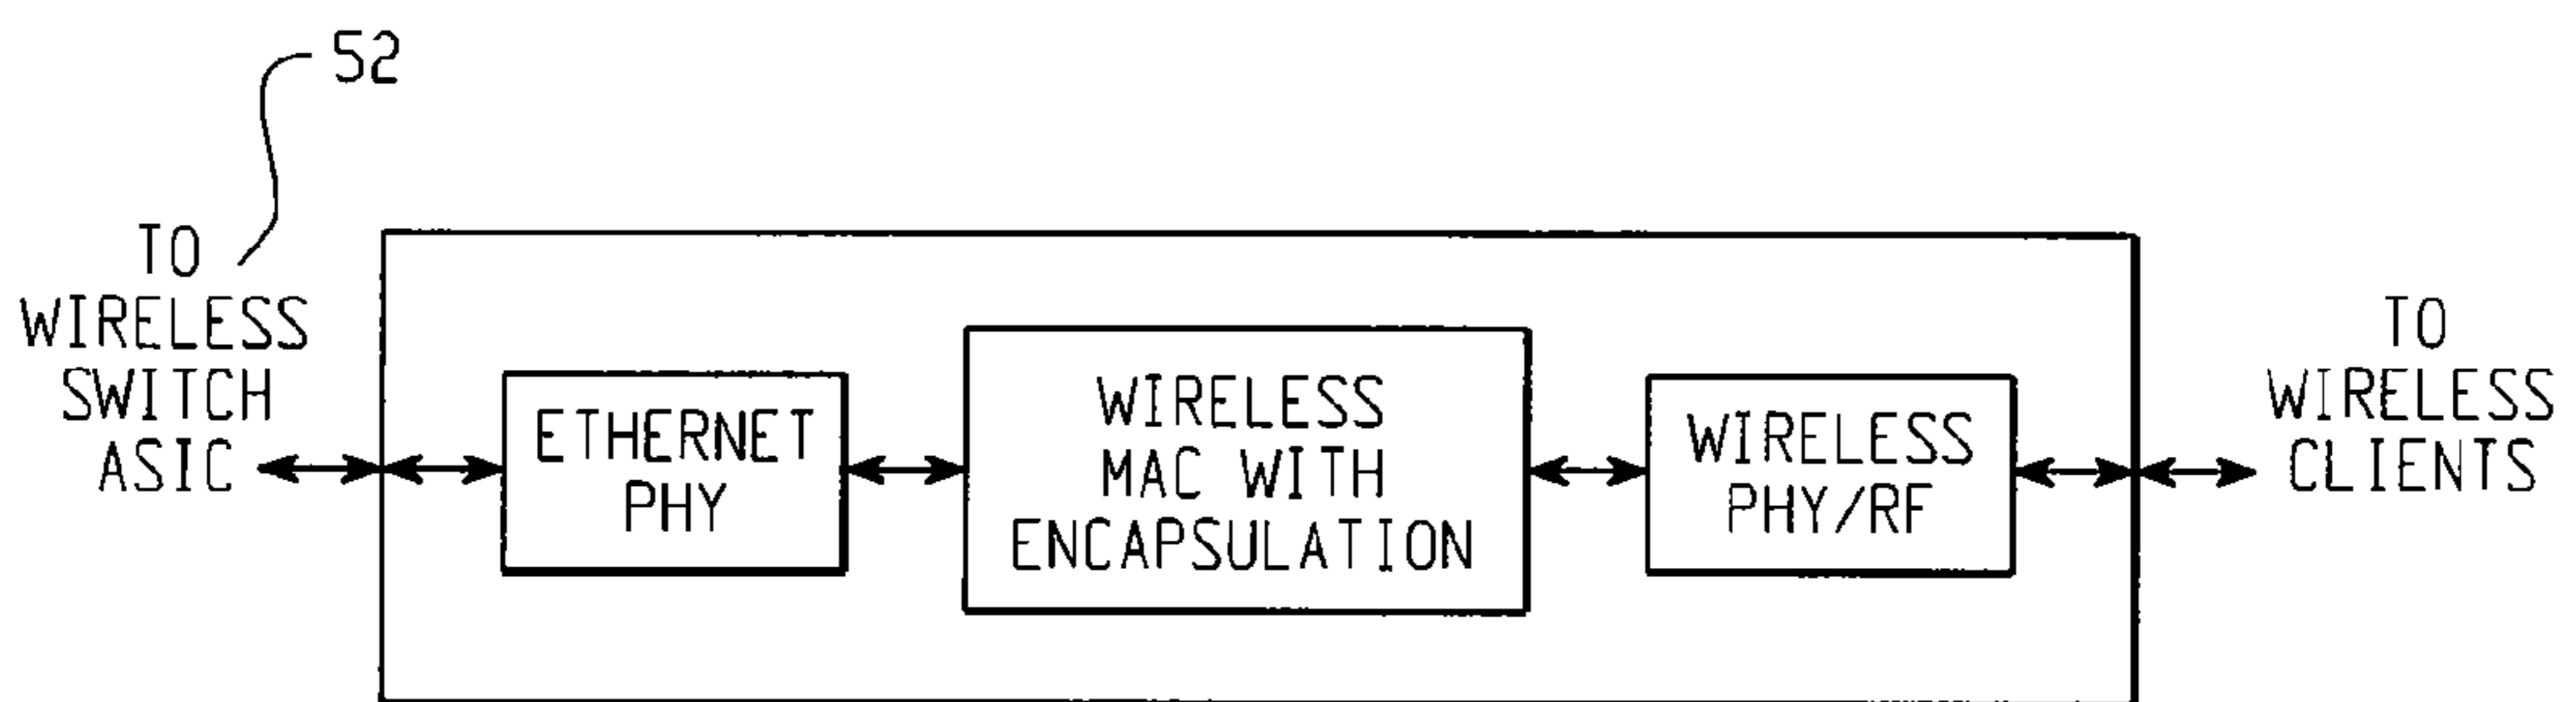 52
TO
WIRELESS
SWITCH
ASIC
ETHERNET
PHY
WIRELESS
MAC WITH
ENCAPSULATION
WIRELESS
PHY/RF
TO
WIRELESS
CLIENTS